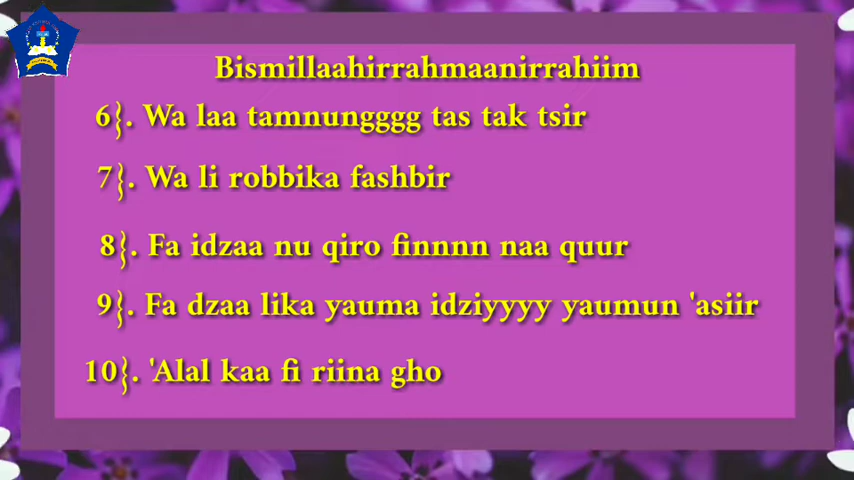 Bismillaahirrahmaanirrahiim
6}. Wa laa tamnungggg tas tak tsir
7}. Wa li robbika fashbir
8}. Fa idzaa nu qiro finnnn naa quur
9}. Fa dzaa lika yauma idziyyyy yaumun 'asiir
10}. 'Alal kaa fi riina gho